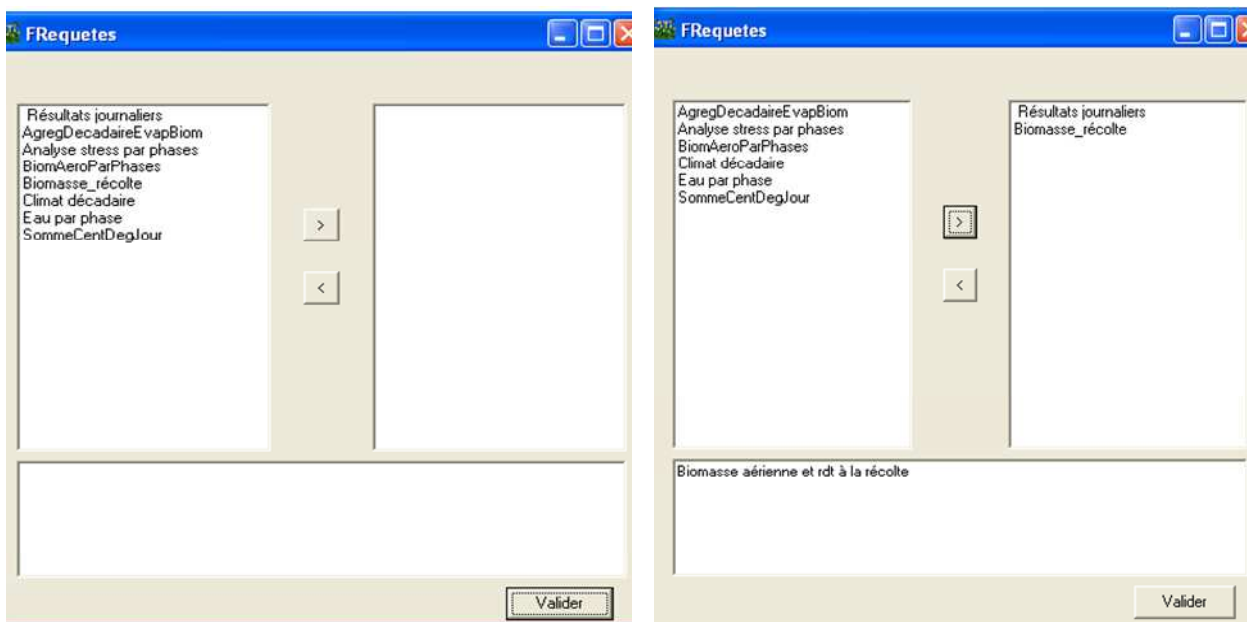 FRequetes
Résultats journaliers
AgregDecadaireEvapBiom
Analyse stress par phases
BiomAeroParPhases
Biomasse_récolte
Climat décadaire
Eau par phase
SommeCentDegJour
>
<
Valider
FRequetes
AgregDecadaireEvapBiom
Analyse stress par phases
BiomAeroParPhases
Climat décadaire
Eau par phase
SommeCentDegJour
>
<
Résultats journaliers
Biomasse_récolte
Biomasse aérienne et rdt à la récolte
Valider